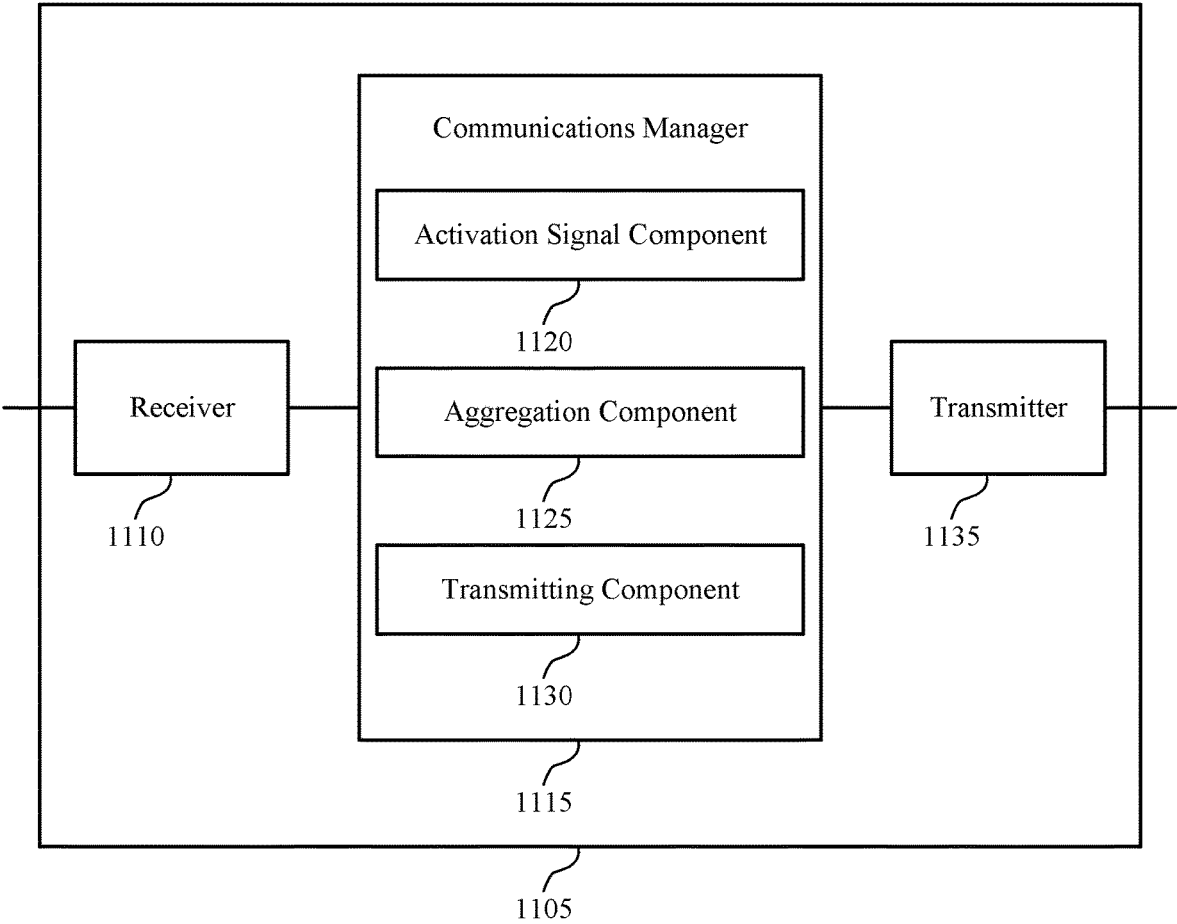 Communications Manager
Activation Signal Component
1120
Receiver
Aggregation Component
Transmitter
1110
1125
1135
Transmitting Component
1130
1115
1105